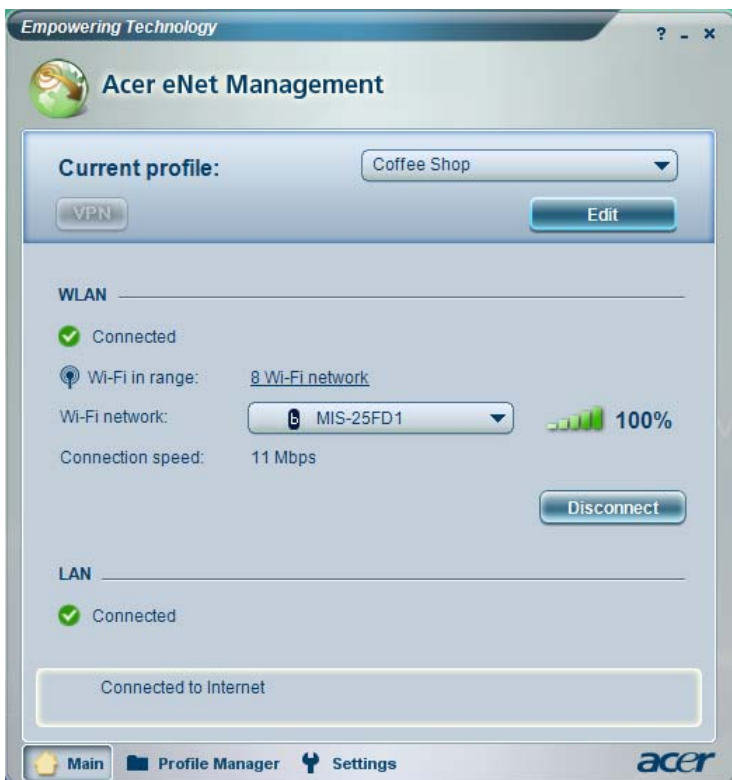 Empowering Technology
? - x
Acer eNet Management
Current profile: Coffee Shop
VPN Edit
WLAN
Connected
Wi-Fi in range: 8 Wi-Fi network
Wi-Fi network: b MIS-25FD1 100%
Connection speed: 11 Mbps
Disconnect
LAN
Connected
Connected to Internet
Main Profile Manager Settings acer